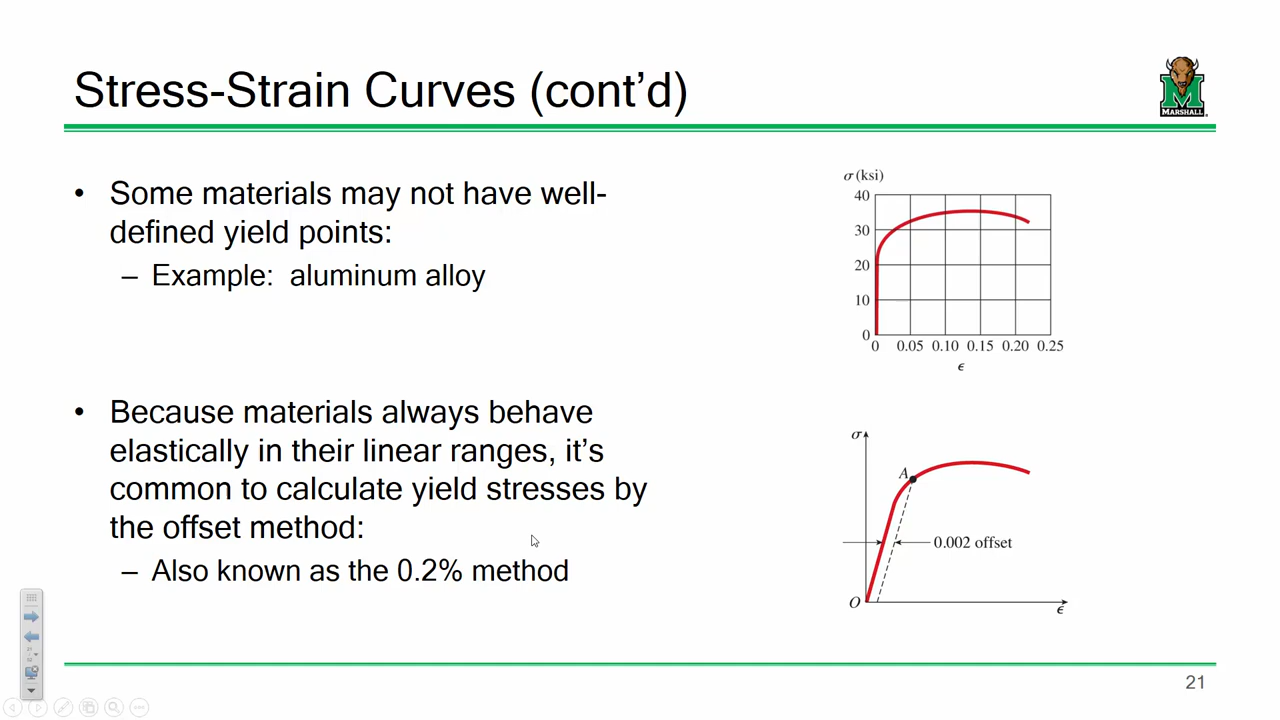 Stress-Strain Curves (cont’d)
MARSHALL
• Some materials may not have well-
defined yield points:
– Example: aluminum alloy
σ (ksi)
40
30
20
10
0
0 0.05 0.10 0.15 0.20 0.25
ϵ
• Because materials always behave
elastically in their linear ranges, it’s
common to calculate yield stresses by
the offset method:
– Also known as the 0.2% method
σ
A
0.002 offset
O
ϵ
21